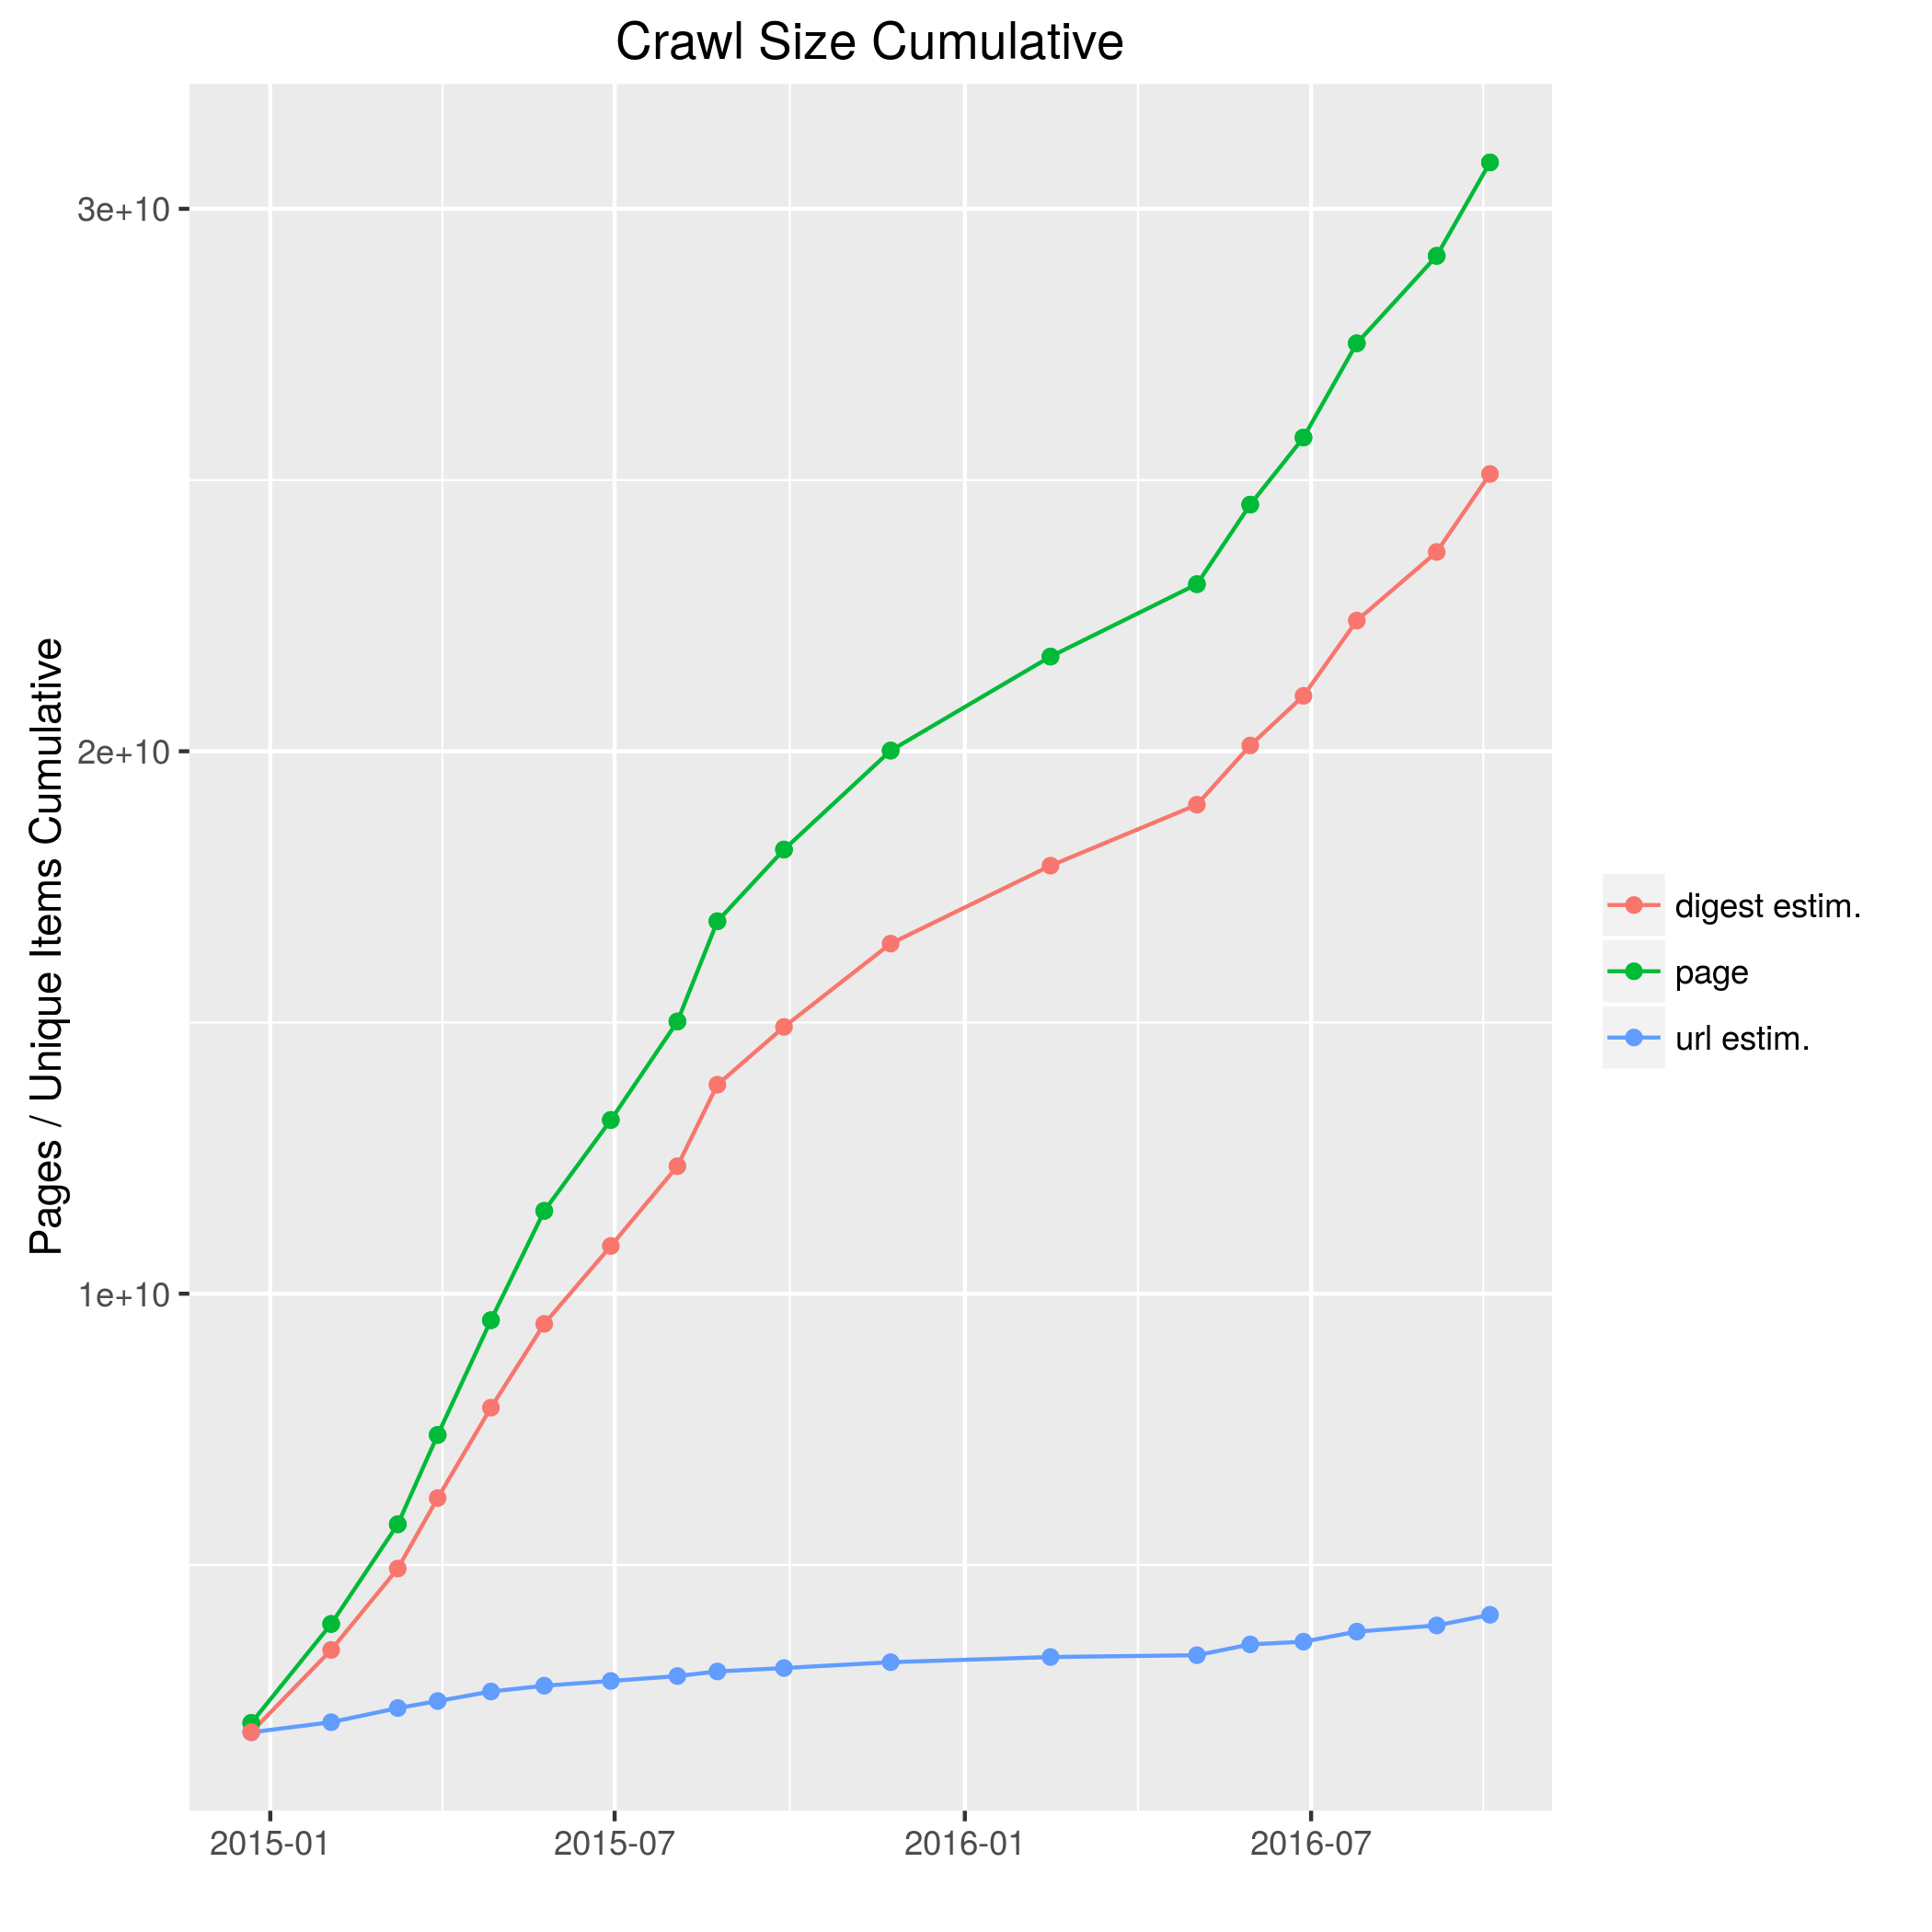 Crawl Size Cumulative
Pages / Unique Items Cumulative
3e+10
2e+10
1e+10
2015-01
2015-07
2016-01
2016-07
digest estim.
page
url estim.